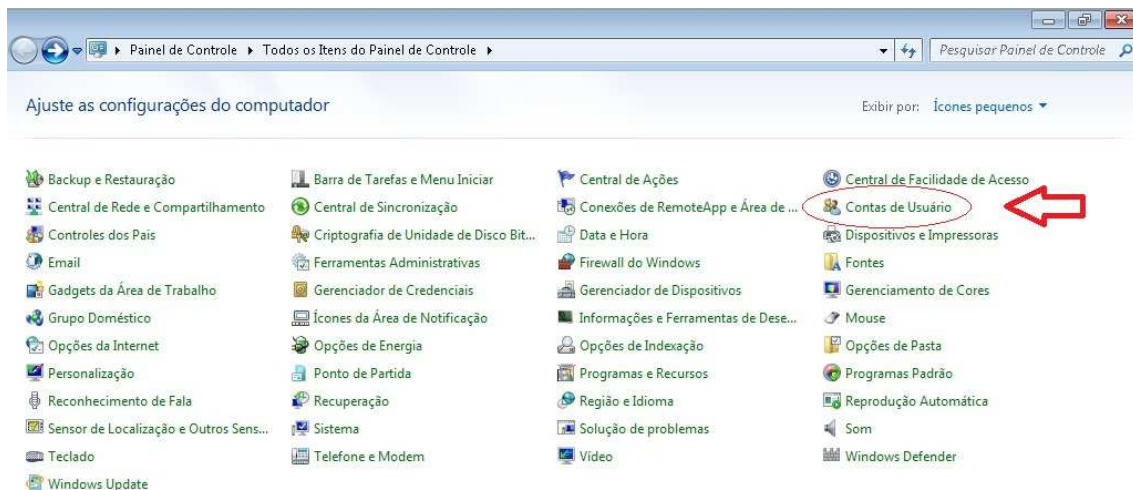 Painel de Controle Todos os Itens do Painel de Controle Pesquisar Painel de Controle
Ajuste as configurações do computador Exibir por: Ícones pequenos
Backup e Restauração Barra de Tarefas e Menu Iniciar Central de Ações Central de Facilidade de Acesso
Central de Rede e Compartilhamento Central de Sincronização Conexões de RemoteApp e Área de ... Contas de Usuário
Controles dos Pais Criptografia de Unidade de Disco Bit... Data e Hora Dispositivos e Impressoras
Email Ferramentas Administrativas Firewall do Windows Fontes
Gadgets da Área de Trabalho Gerenciador de Credenciais Gerenciador de Dispositivos Gerenciamento de Cores
Grupo Doméstico Ícones da Área de Notificação Informações e Ferramentas de Dese... Mouse
Opções da Internet Opções de Energia Opções de Indexação Opções de Pasta
Personalização Ponto de Partida Programas e Recursos Programas Padrão
Reconhecimento de Fala Recuperação Região e Idioma Reprodução Automática
Sensor de Localização e Outros Sens... Sistema Solução de problemas Som
Teclado Telefone e Modem Vídeo Windows Defender
Windows Update